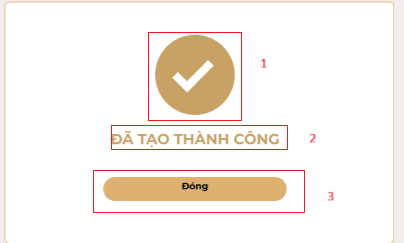 1
ĐÃ TẠO THÀNH CÔNG 2
Đóng
3